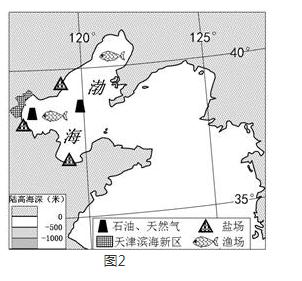 120°
125°
40°
渤
海
35°
陆高海深(米)
0
-500
-1000
石油、天然气
盐场
天津滨海新区
渔场
图2